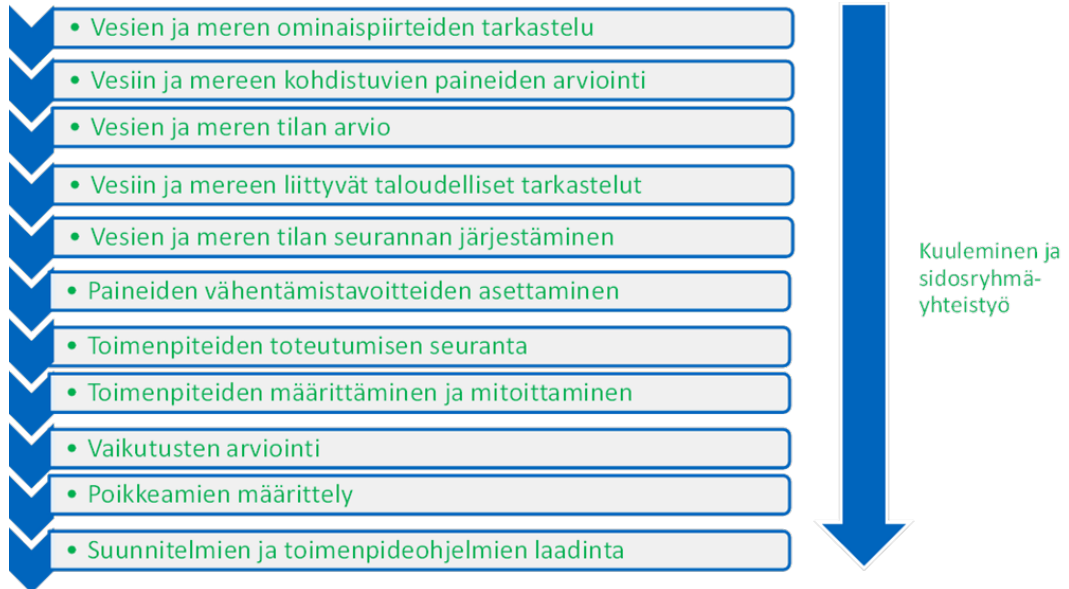 • Vesien ja meren ominaispiirteiden tarkastelu
• Vesiin ja mereen kohdistuvien paineiden arviointi
• Vesien ja meren tilan arvio
• Vesiin ja mereen liittyvät taloudelliset tarkastelut
• Vesien ja meren tilan seurannan järjestäminen
• Paineiden vähentämistavoitteiden asettaminen
• Toimenpiteiden toteutumisen seuranta
• Toimenpiteiden määrittäminen ja mitoittaminen
• Vaikutusten arviointi
• Poikkeamien määrittely
• Suunnitelmien ja toimenpideohjelmien laadinta
Kuuleminen ja
sidosryhmä-
yhteistyö